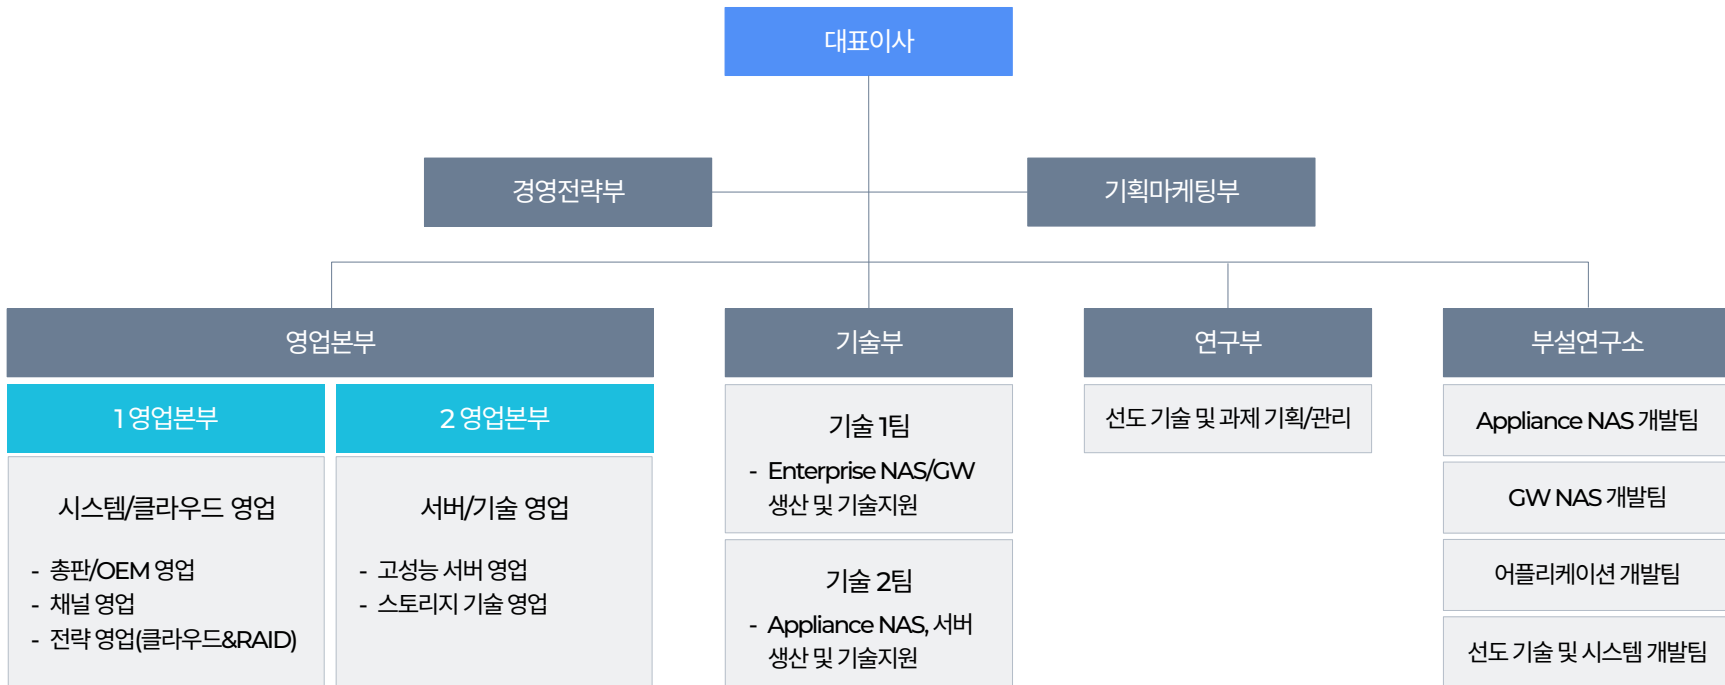 대표이사
경영전략부
기획마케팅부
영업본부
1 영업본부
시스템/클라우드 영업
- 총판/OEM 영업
- 채널 영업
- 전략 영업(클라우드&RAID)
2 영업본부
서버/기술 영업
- 고성능 서버 영업
- 스토리지 기술 영업
기술부
기술 1팀
- Enterprise NAS/GW
생산 및 기술지원
기술 2팀
- Appliance NAS, 서버
생산 및 기술지원
연구부
선도 기술 및 과제 기획/관리
부설연구소
Appliance NAS 개발팀
GW NAS 개발팀
어플리케이션 개발팀
선도 기술 및 시스템 개발팀